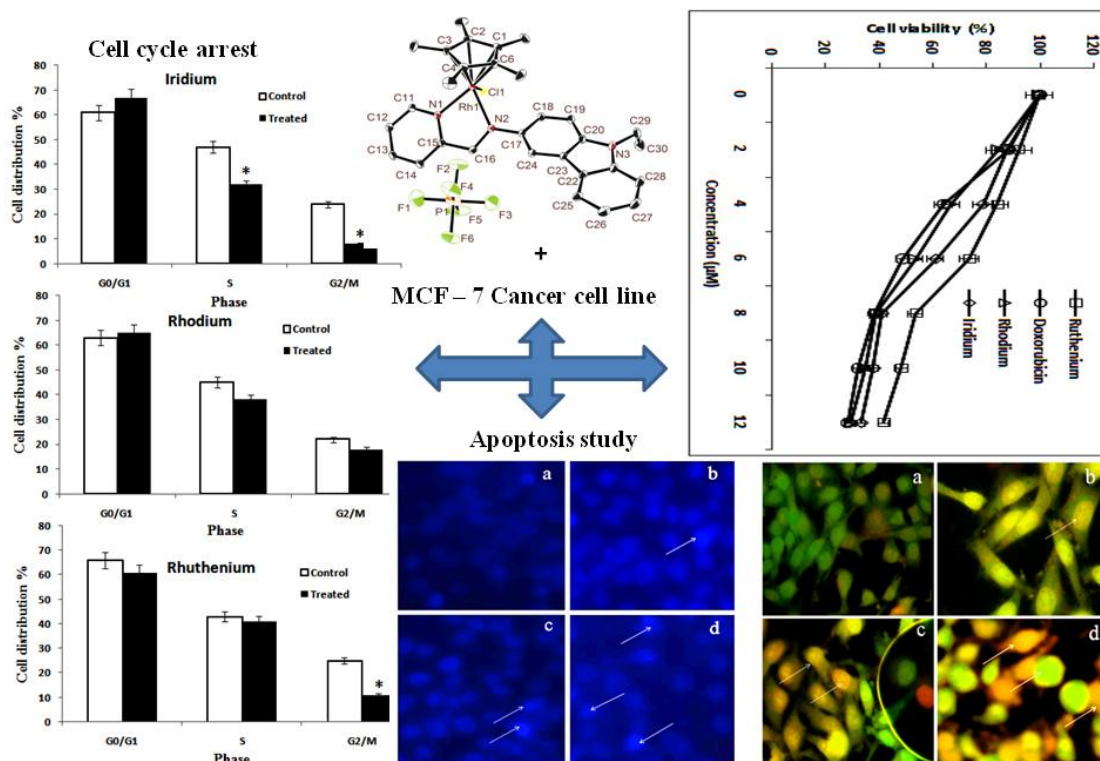 Cell cycle arrest
Iridium
Cell distribution %
80
70
60
50
40
30
20
10
0
Control
Treated
*
*
G0/G1 S G2/M
Phase
Rhodium
Cell distribution %
80
70
60
50
40
30
20
10
0
Control
Treated
G0/G1 S G2/M
Phase
Rhuthenium
Cell distribution %
80
70
60
50
40
30
20
10
0
Control
Treated
*
G0/G1 S G2/M
Phase
C2
C3
C1
C4
C6
Cl1
Rh1
C11
N1
N2
C18
C19
C12
C15
C20
C29
C13
C16
C17
N3
C30
C14
C24
C23
F2
C22
C28
F4
C25
F1
P1
F5
F3
C26
C27
F6
+
MCF – 7 Cancer cell line
Apoptosis study
a
b
c
d
Cell viability (%)
20 40 60 80 100 120
Concentration (µM)
0
2
4
6
8
10
12
Iridium
Rhodium
Doxorubicin
Ruthenium
a
b
c
d